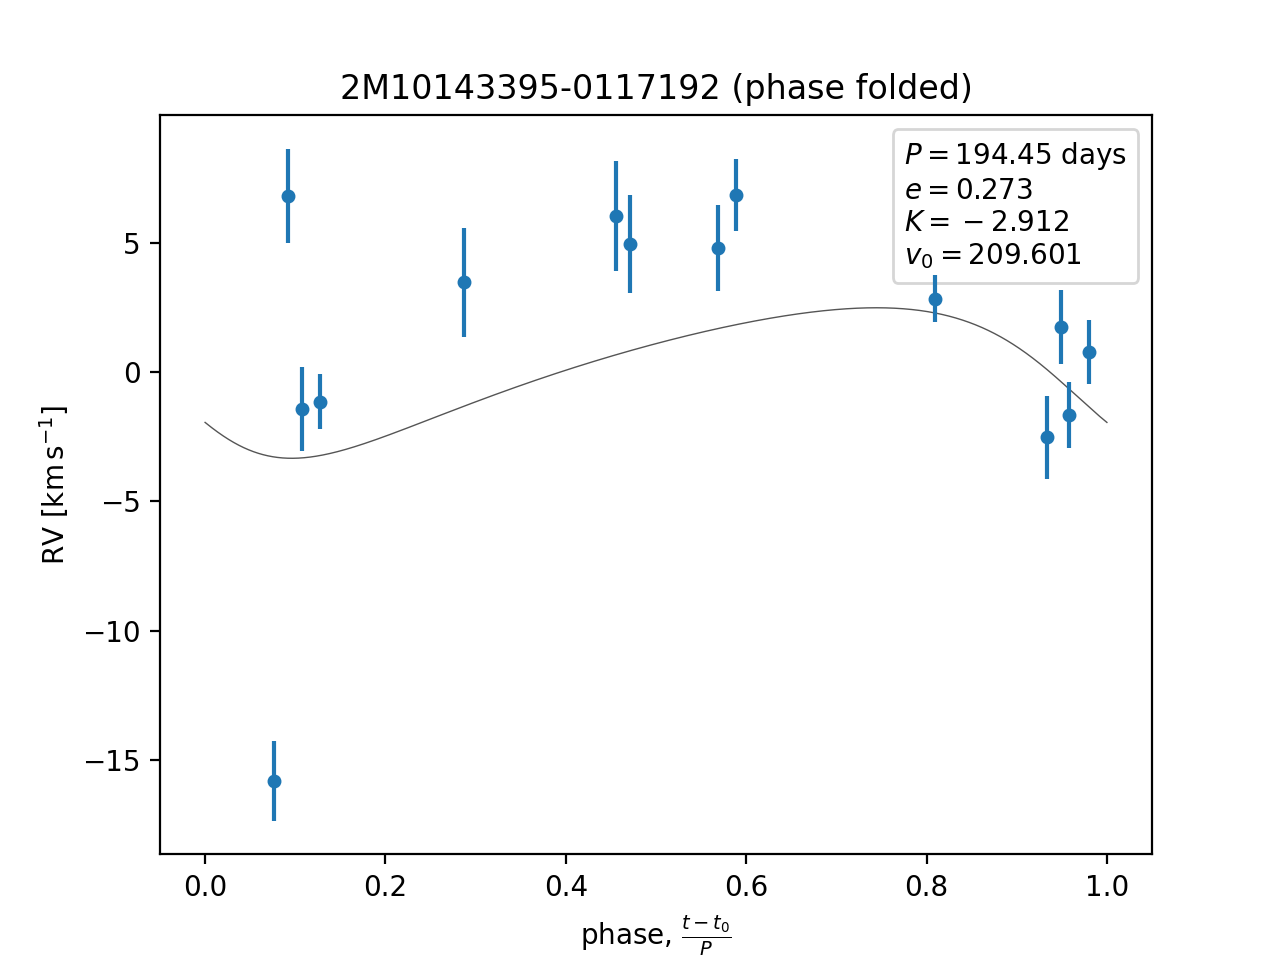 2M10143395-0117192 (phase folded)
P = 194.45 days
e = 0.273
K = −2.912
v₀ = 209.601
RV [km s⁻¹]
5
0
−5
−10
−15
0.0 0.2 0.4 0.6 0.8 1.0
phase, (t − t₀)/P